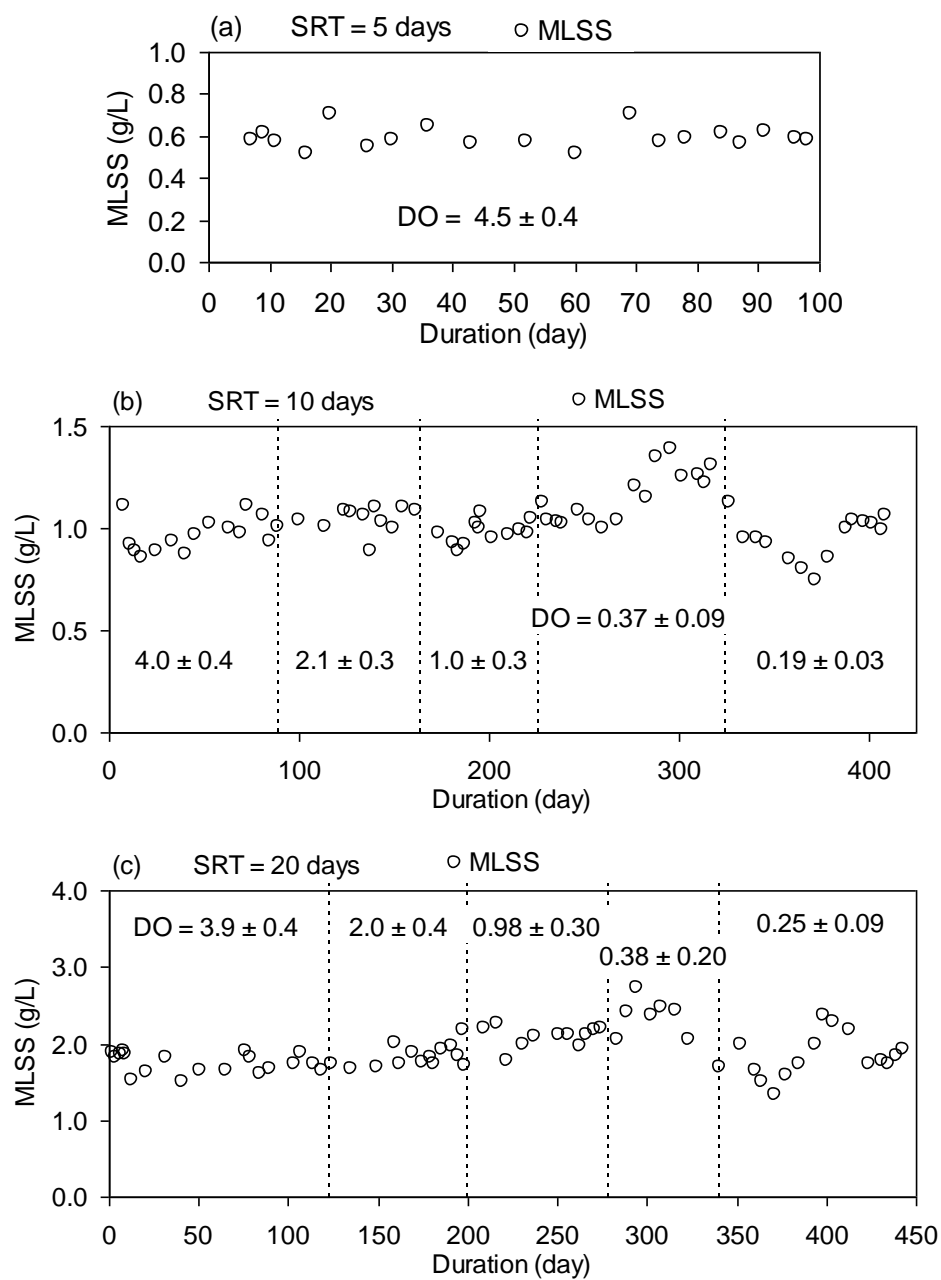 (a) SRT = 5 days MLSS
1.0
0.8
0.6
0.4
0.2
0.0
MLSS (g/L)
DO = 4.5 ± 0.4
0 10 20 30 40 50 60 70 80 90 100
Duration (day)
(b) SRT = 10 days MLSS
1.5
1.0
0.5
0.0
MLSS (g/L)
DO = 0.37 ± 0.09
4.0 ± 0.4 2.1 ± 0.3 1.0 ± 0.3 0.19 ± 0.03
0 100 200 300 400
Duration (day)
(c) SRT = 20 days MLSS
4.0
3.0
2.0
1.0
0.0
MLSS (g/L)
DO = 3.9 ± 0.4 2.0 ± 0.4 0.98 ± 0.30 0.25 ± 0.09
0.38 ± 0.20
0 50 100 150 200 250 300 350 400 450
Duration (day)